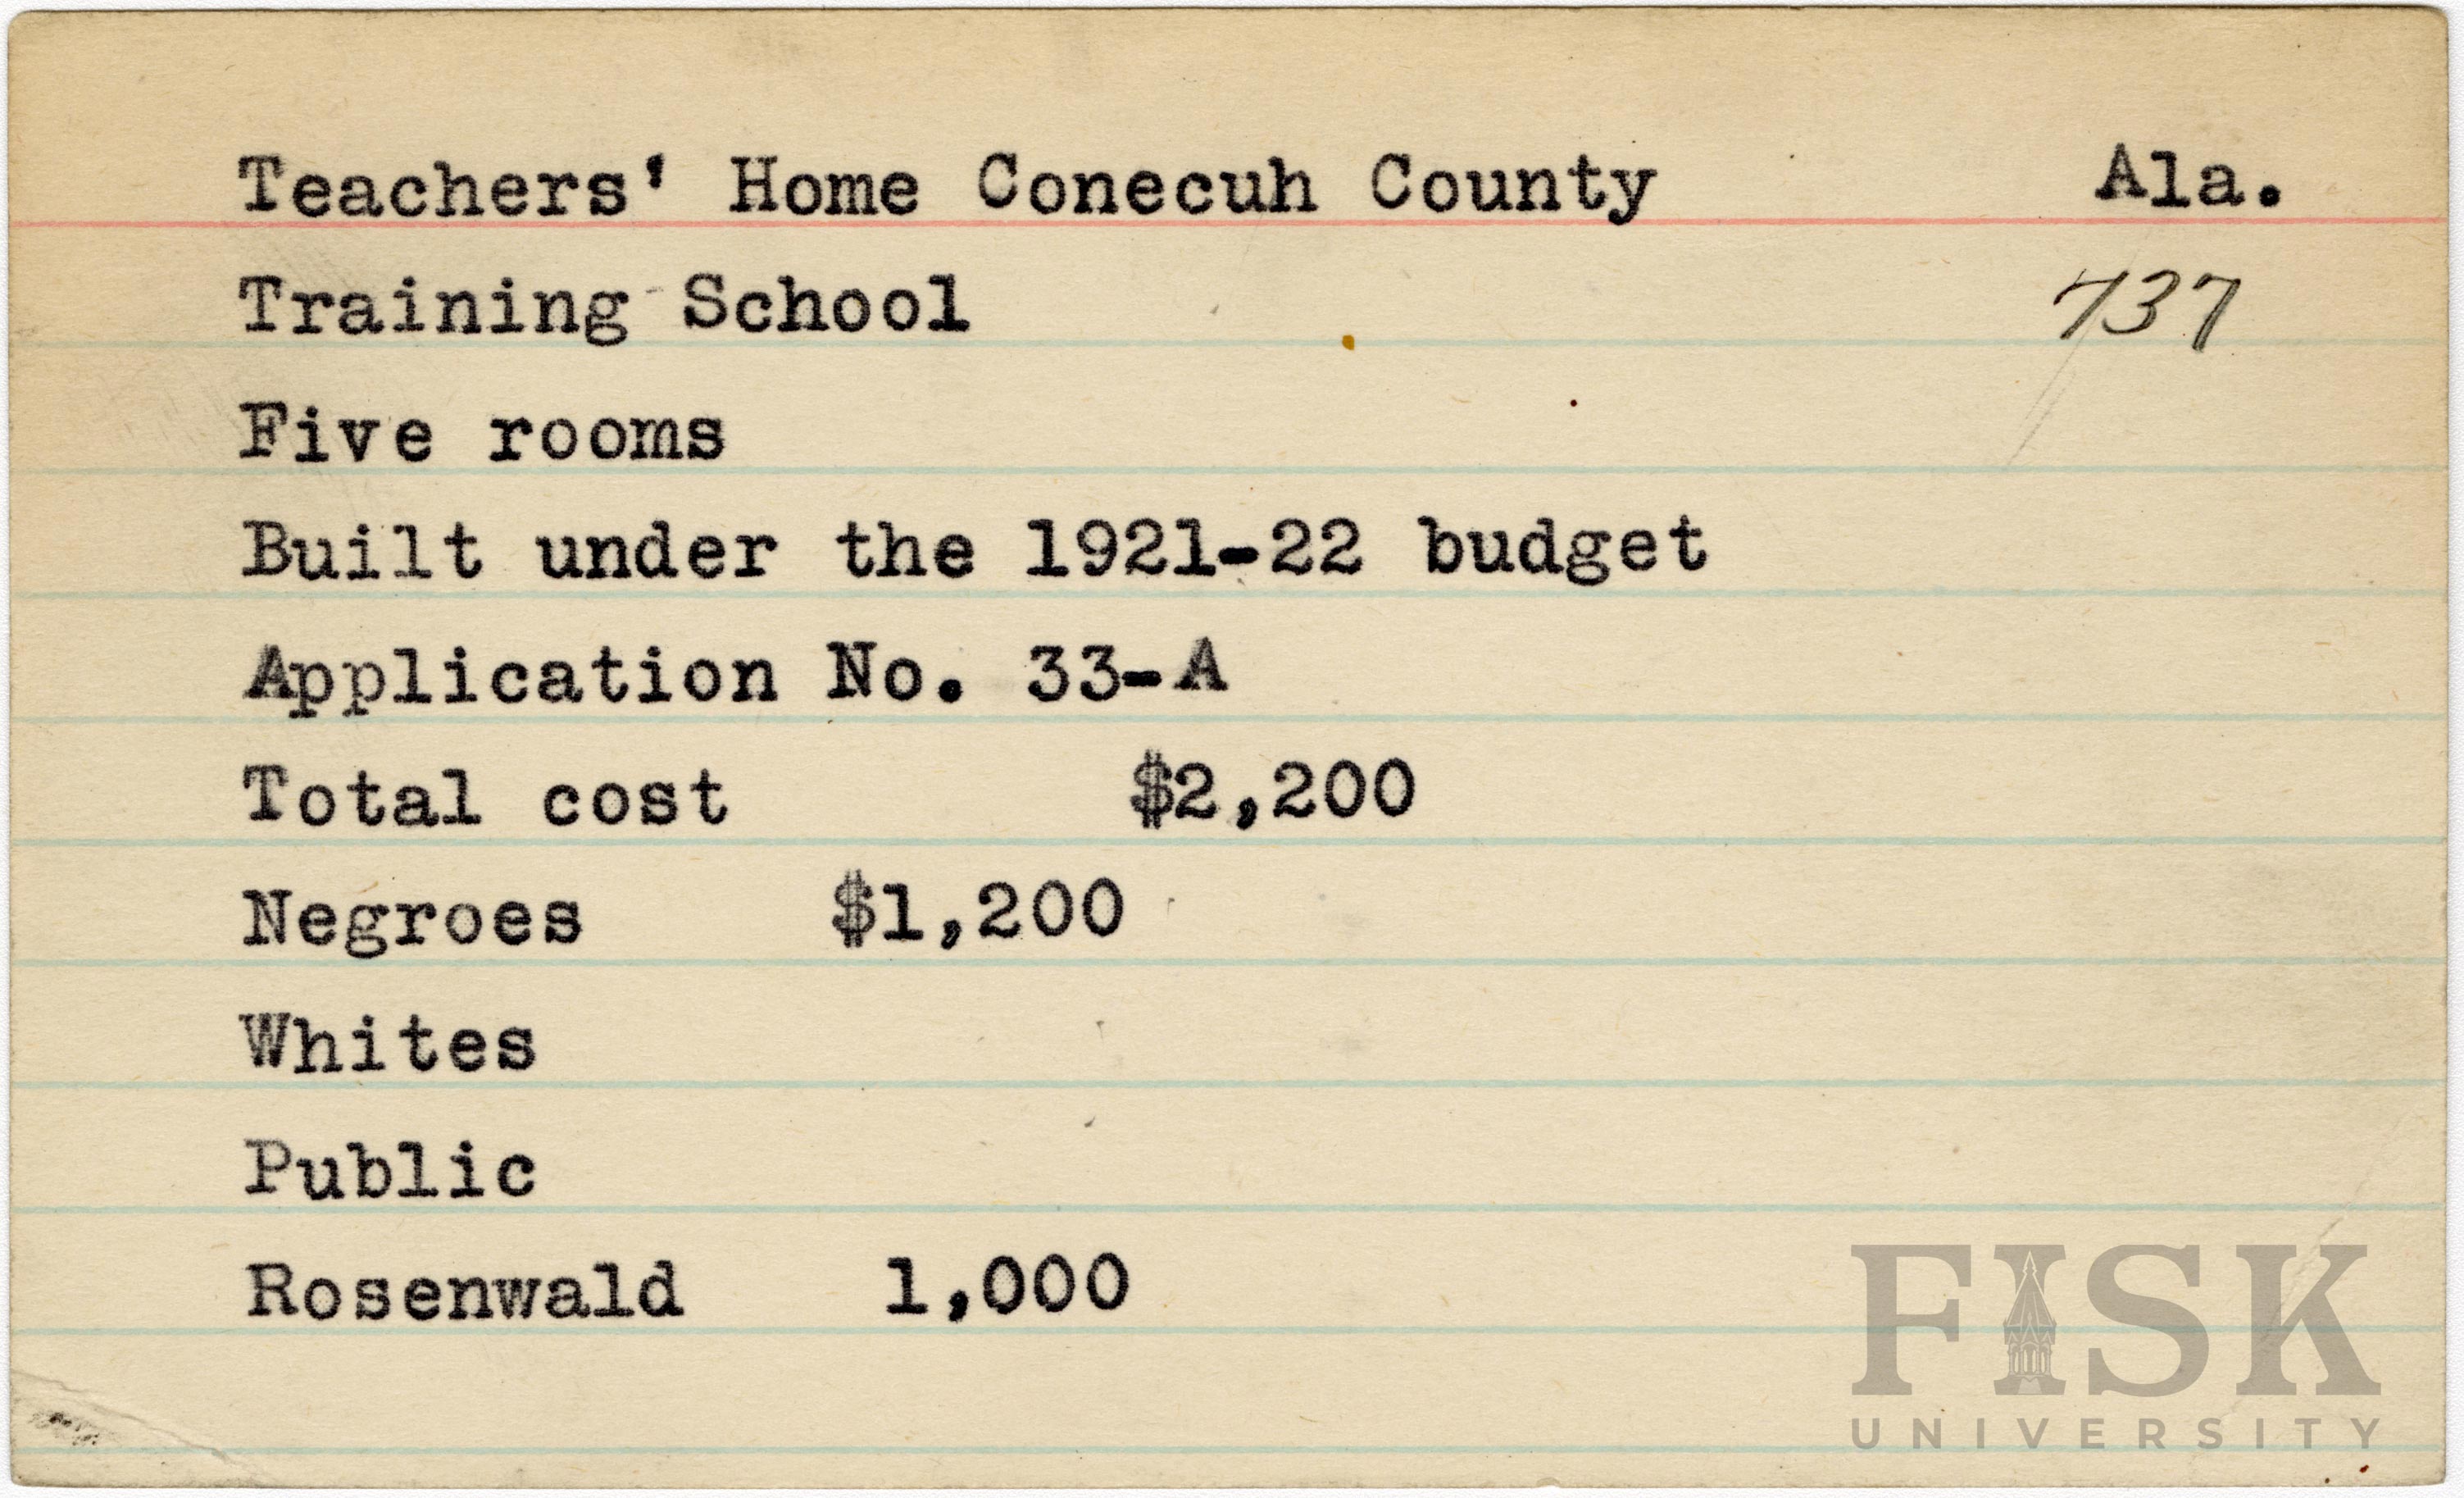 Teachers' Home Conecuh County Ala.
Training School 737
Five rooms
Built under the 1921-22 budget
Application No. 33-A
Total cost $2,200
Negroes $1,200
Whites
Public
Rosenwald 1,000
FISK
UNIVERSITY